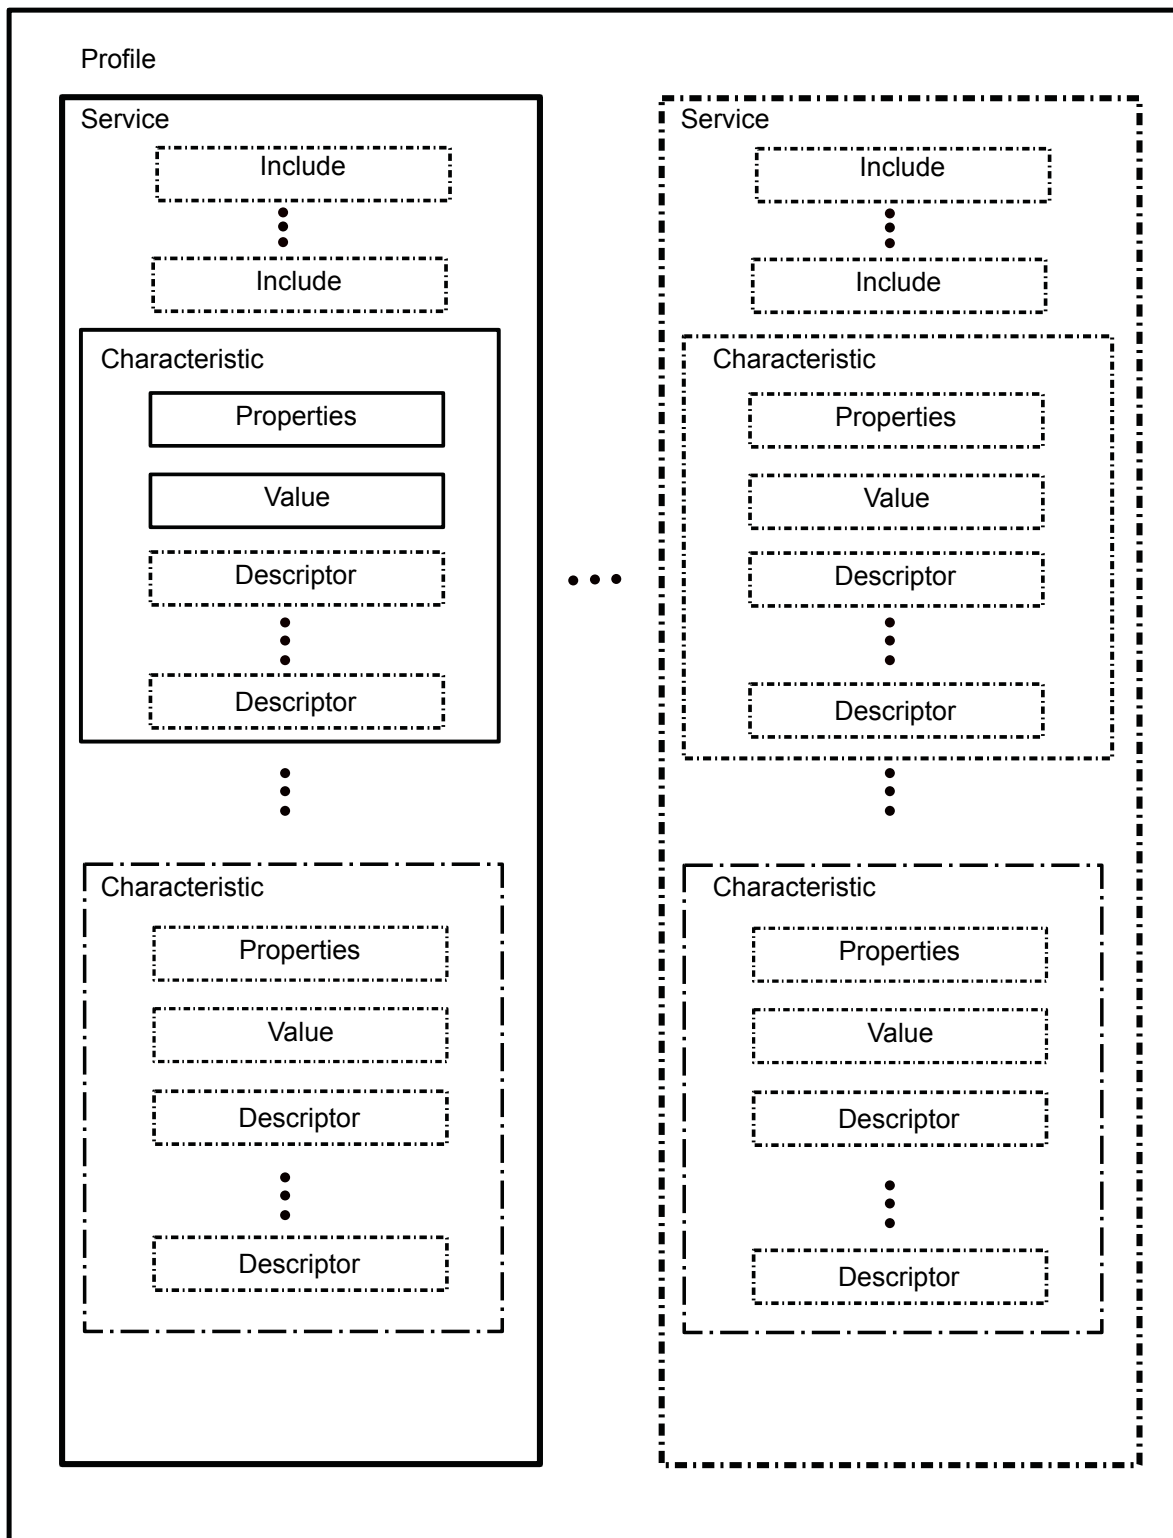 Profile
Service
Include
Include
Characteristic
Properties
Value
Descriptor
Descriptor
Characteristic
Properties
Value
Descriptor
Descriptor
Service
Include
Include
Characteristic
Properties
Value
Descriptor
Descriptor
Characteristic
Properties
Value
Descriptor
Descriptor